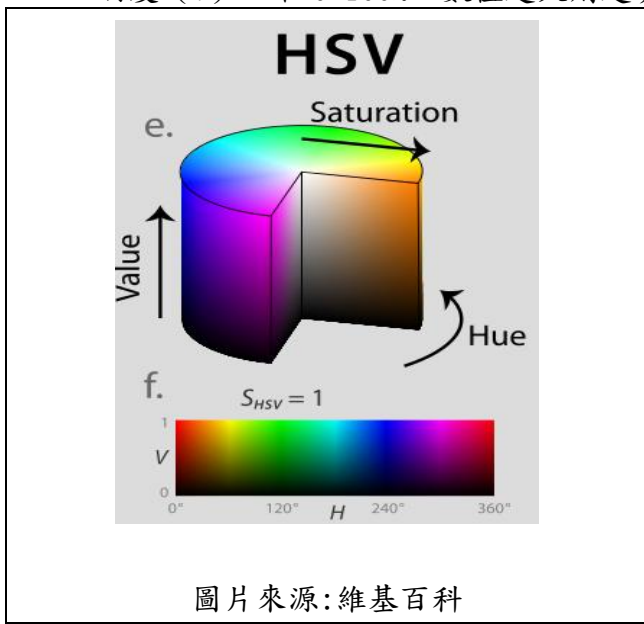 HSV
e.
Saturation
Value
Hue
f.
S_HSV = 1
1
V
0
0°
120°
H
240°
360°
圖片來源:維基百科